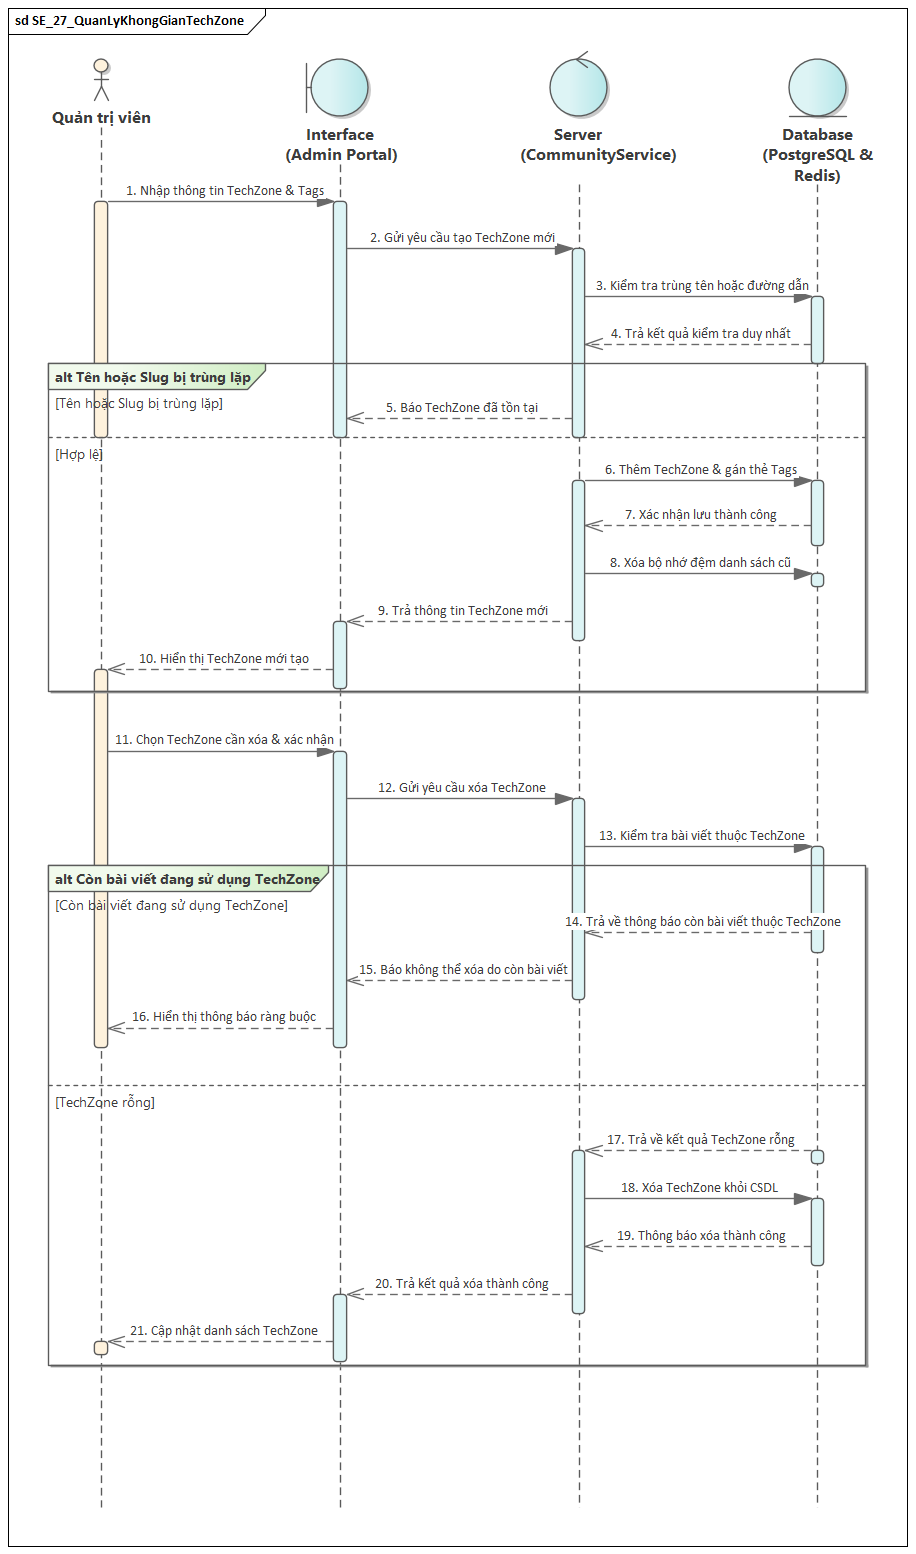 sd SE_27_QuanLyKhongGianTechZone
Quản trị viên
Interface
(Admin Portal)
Server
(CommunityService)
Database
(PostgreSQL &
Redis)
1. Nhập thông tin TechZone & Tags
2. Gửi yêu cầu tạo TechZone mới
3. Kiểm tra trùng tên hoặc đường dẫn
4. Trả kết quả kiểm tra duy nhất
alt Tên hoặc Slug bị trùng lặp
[Tên hoặc Slug bị trùng lặp]
5. Báo TechZone đã tồn tại
[Hợp lệ]
6. Thêm TechZone & gán thẻ Tags
7. Xác nhận lưu thành công
8. Xóa bộ nhớ đệm danh sách cũ
9. Trả thông tin TechZone mới
10. Hiển thị TechZone mới tạo
11. Chọn TechZone cần xóa & xác nhận
12. Gửi yêu cầu xóa TechZone
13. Kiểm tra bài viết thuộc TechZone
alt Còn bài viết đang sử dụng TechZone
[Còn bài viết đang sử dụng TechZone]
14. Trả về thông báo còn bài viết thuộc TechZone
15. Báo không thể xóa do còn bài viết
16. Hiển thị thông báo ràng buộc
[TechZone rỗng]
17. Trả về kết quả TechZone rỗng
18. Xóa TechZone khỏi CSDL
19. Thông báo xóa thành công
20. Trả kết quả xóa thành công
21. Cập nhật danh sách TechZone